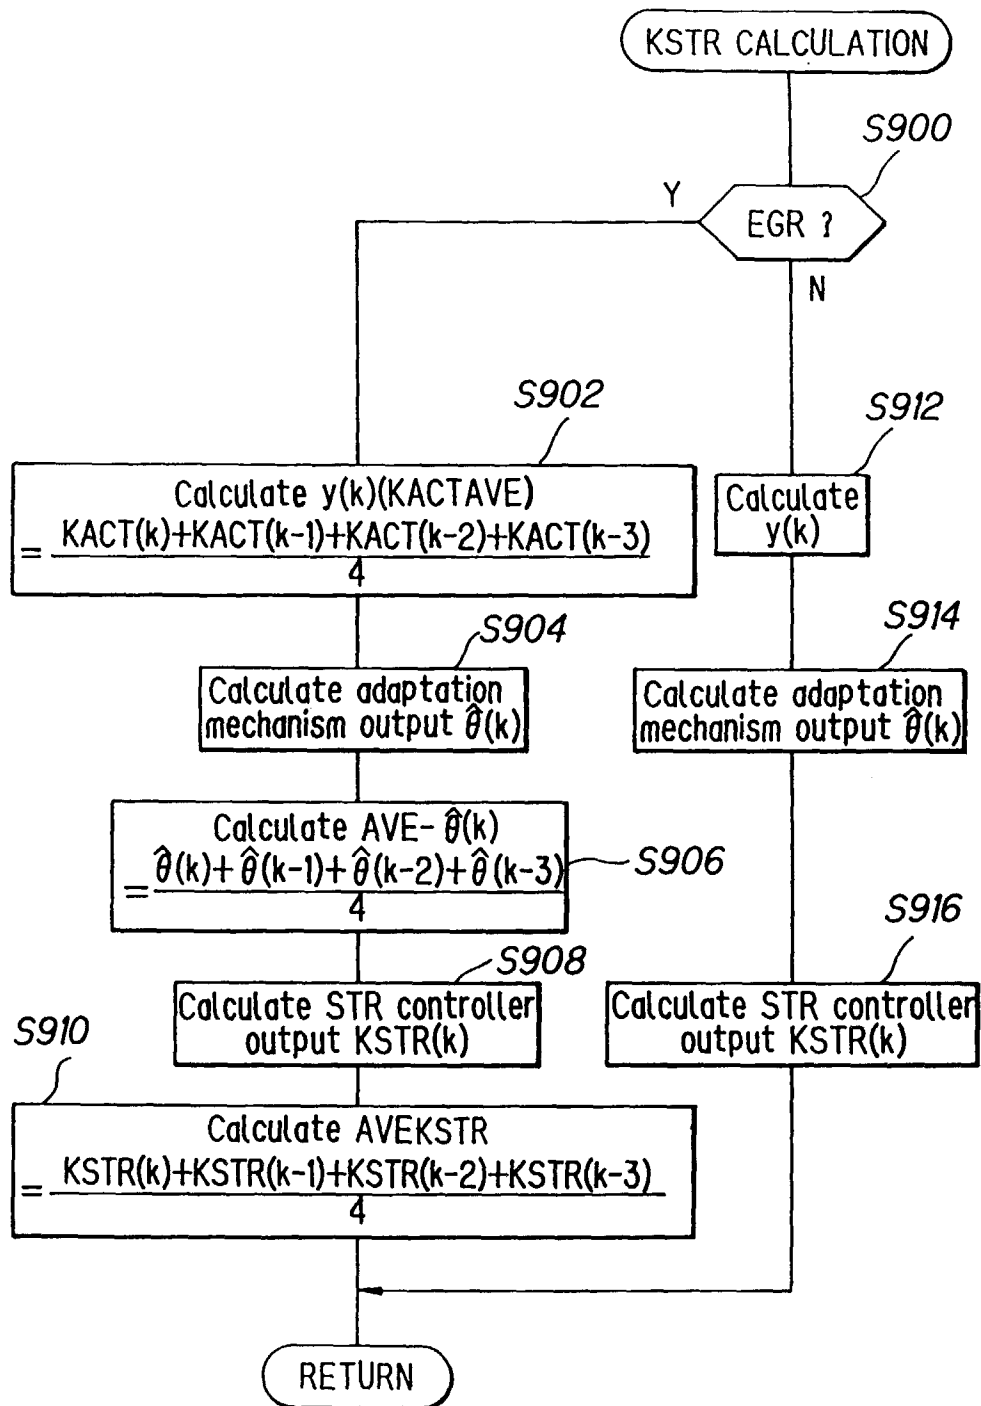 KSTR CALCULATION
S900
EGR ?
Y
N
S902
Calculate y(k)(KACTAVE)
= KACT(k)+KACT(k-1)+KACT(k-2)+KACT(k-3)
4
S912
Calculate
y(k)
S904
Calculate adaptation
mechanism output θ̂(k)
S914
Calculate adaptation
mechanism output θ̂(k)
Calculate AVE-θ̂(k)
= θ̂(k)+θ̂(k-1)+θ̂(k-2)+θ̂(k-3)
4
S906
S908
Calculate STR controller
output KSTR(k)
S916
Calculate STR controller
output KSTR(k)
S910
Calculate AVEKSTR
= KSTR(k)+KSTR(k-1)+KSTR(k-2)+KSTR(k-3)
4
RETURN